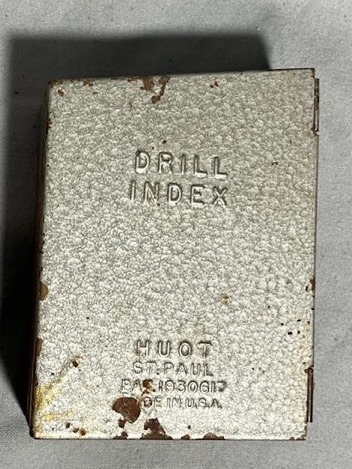 DRILL
INDEX
HUOT
ST. PAUL
PAT. 1930617
DE IN U.S.A.